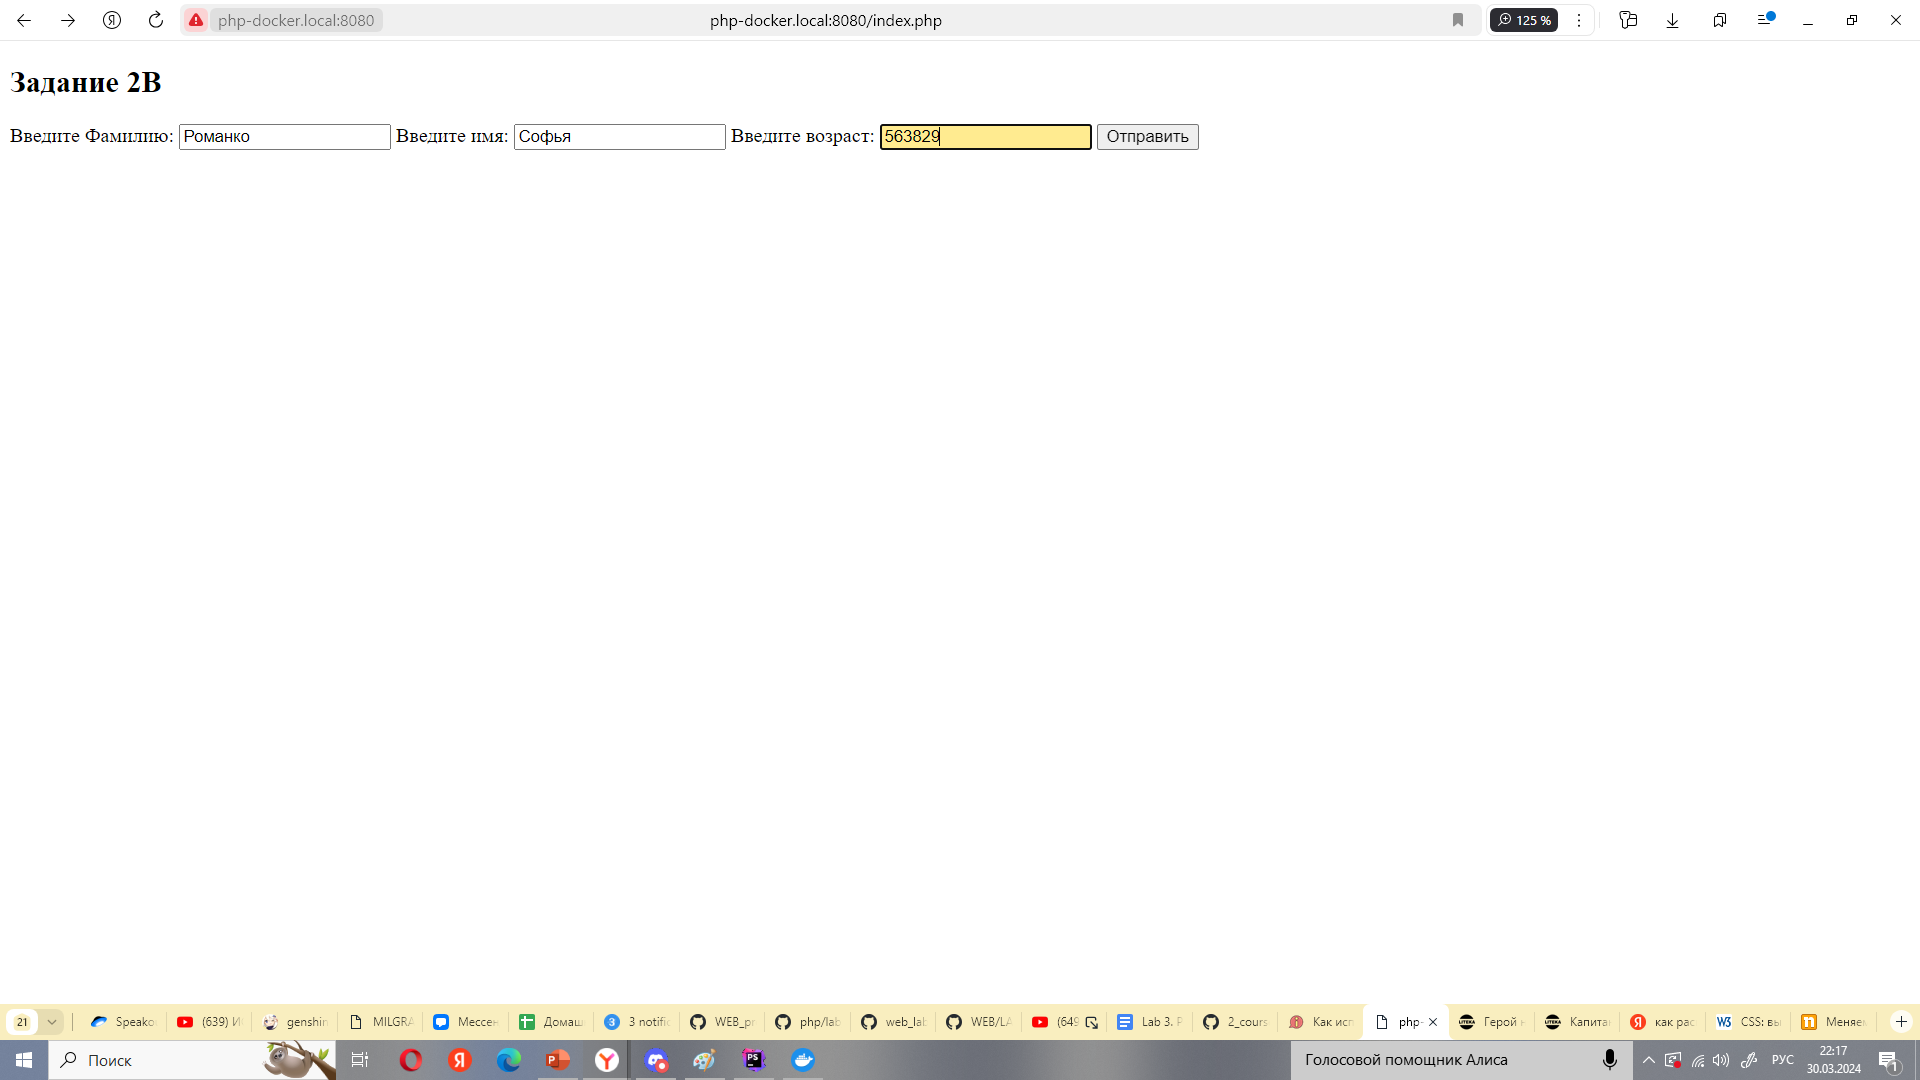 php-docker.local:8080
php-docker.local:8080/index.php
125 %
Задание 2В
Введите Фамилию: Романко Введите имя: Софья Введите возраст: 563829 Отправить
21
Speako
(639) И
genshin
MILGRA
Мессен
Домаш
3 notific
WEB_pr
php/lab
web_lab
WEB/LA
(649
Lab 3. P
2_cours
Как исп
php-
Герой н
Капитан
как рас
CSS: вы
Меняем
Поиск
Голосовой помощник Алиса
РУС
22:17
30.03.2024
1